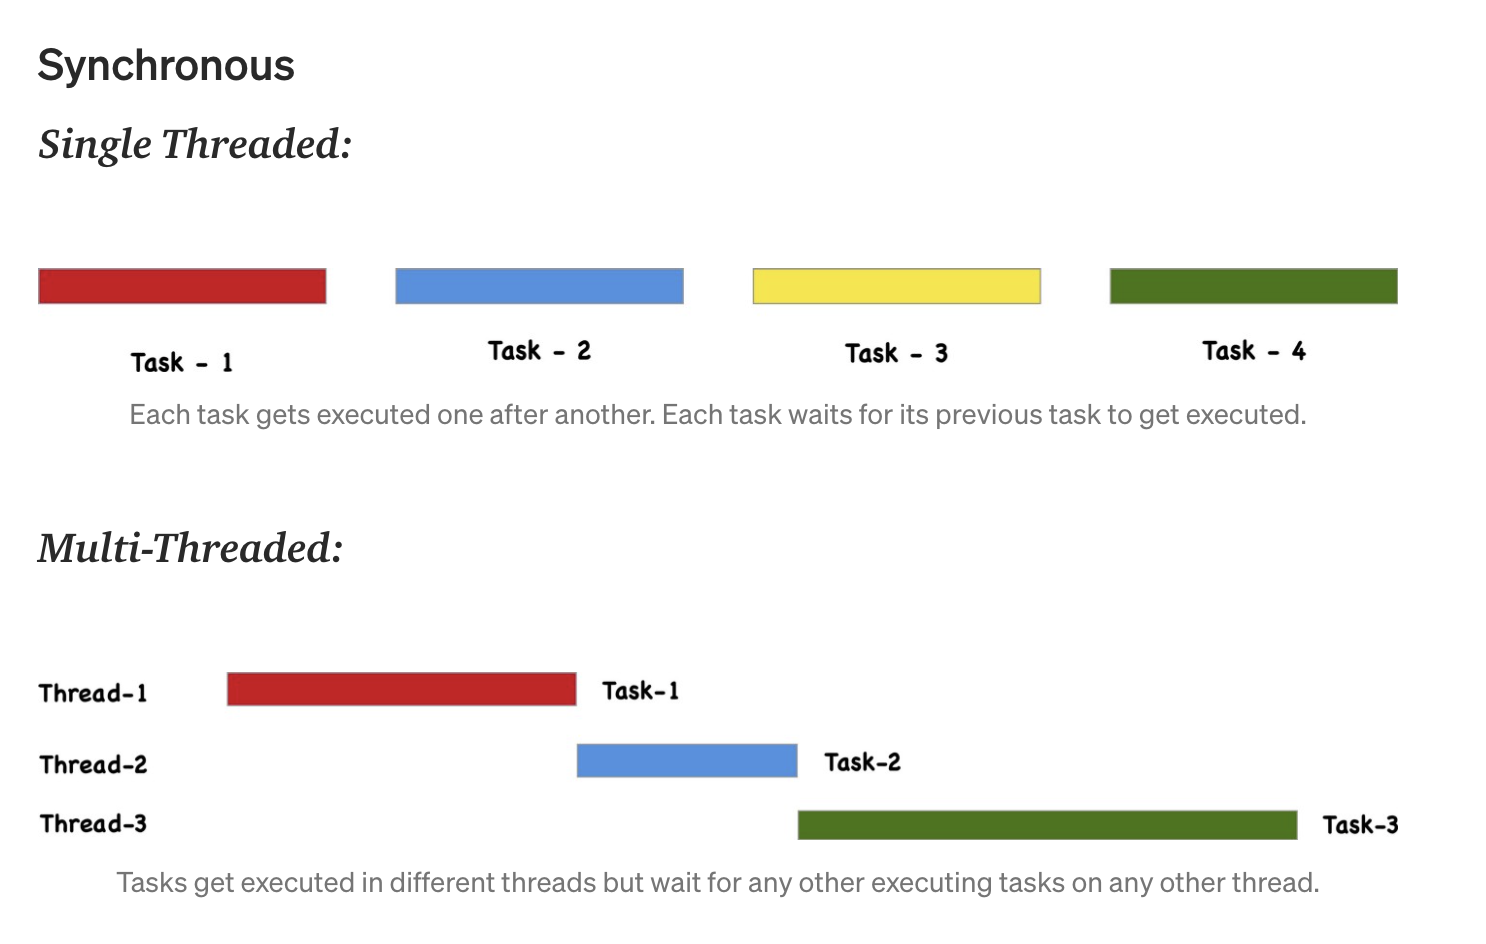 Synchronous
Single Threaded:
Task - 1
Task - 2
Task - 3
Task - 4
Each task gets executed one after another. Each task waits for its previous task to get executed.
Multi-Threaded:
Thread-1
Task-1
Thread-2
Task-2
Thread-3
Task-3
Tasks get executed in different threads but wait for any other executing tasks on any other thread.